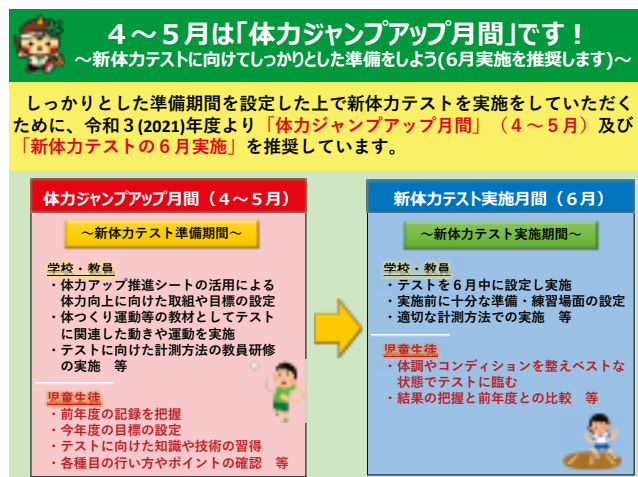 ４～５月は「体力ジャンプアップ月間」です！
～新体力テストに向けてしっかりとした準備をしよう(６月実施を推奨します)～
しっかりとした準備期間を設定した上で新体力テストを実施をしていただく
ために、令和３(2021)年度より「体力ジャンプアップ月間」（４～５月）及び
「新体力テストの６月実施」を推奨しています。
体力ジャンプアップ月間（４～５月）
～新体力テスト準備期間～
学校・教員
・体力アップ推進シートの活用による
体力向上に向けた取組や目標の設定
・体つくり運動等の教材としてテスト
に関連した動きや運動を実施
・テストに向けた計測方法の教員研修
の実施　等
児童生徒
・前年度の記録を把握
・今年度の目標の設定
・テストに向けた知識や技術の習得
・各種目の行い方やポイントの確認　等
新体力テスト実施月間（６月）
～新体力テスト実施期間～
学校・教員
・テストを６月中に設定し実施
・実施前に十分な準備・練習場面の設定
・適切な計測方法での実施　等
児童生徒
・体調やコンディションを整えベストな
状態でテストに臨む
・結果の把握と前年度との比較　等